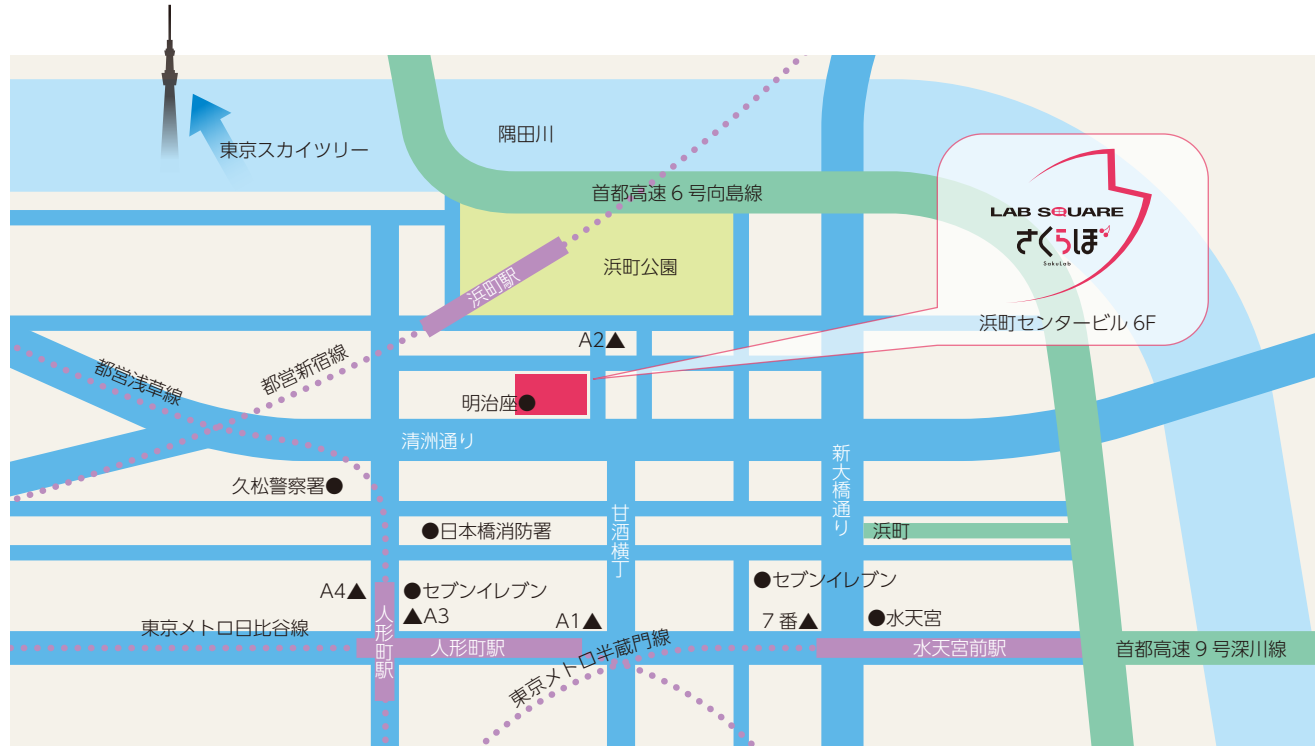 隅田川
東京スカイツリー
首都高速6号向島線
LAB SQUARE
さくらぼ
SakuLab
浜町公園
浜町駅
浜町センタービル 6F
A2▲
都営新宿線
都営浅草線
明治座●
清洲通り
新大橋通り
久松警察署●
甘酒横丁
●日本橋消防署
浜町
●セブンイレブン
A4▲
●セブンイレブン
▲A3
A1▲
7番▲
●水天宮
東京メトロ日比谷線
人形町駅
人形町駅
東京メトロ半蔵門線
水天宮前駅
首都高速9号深川線